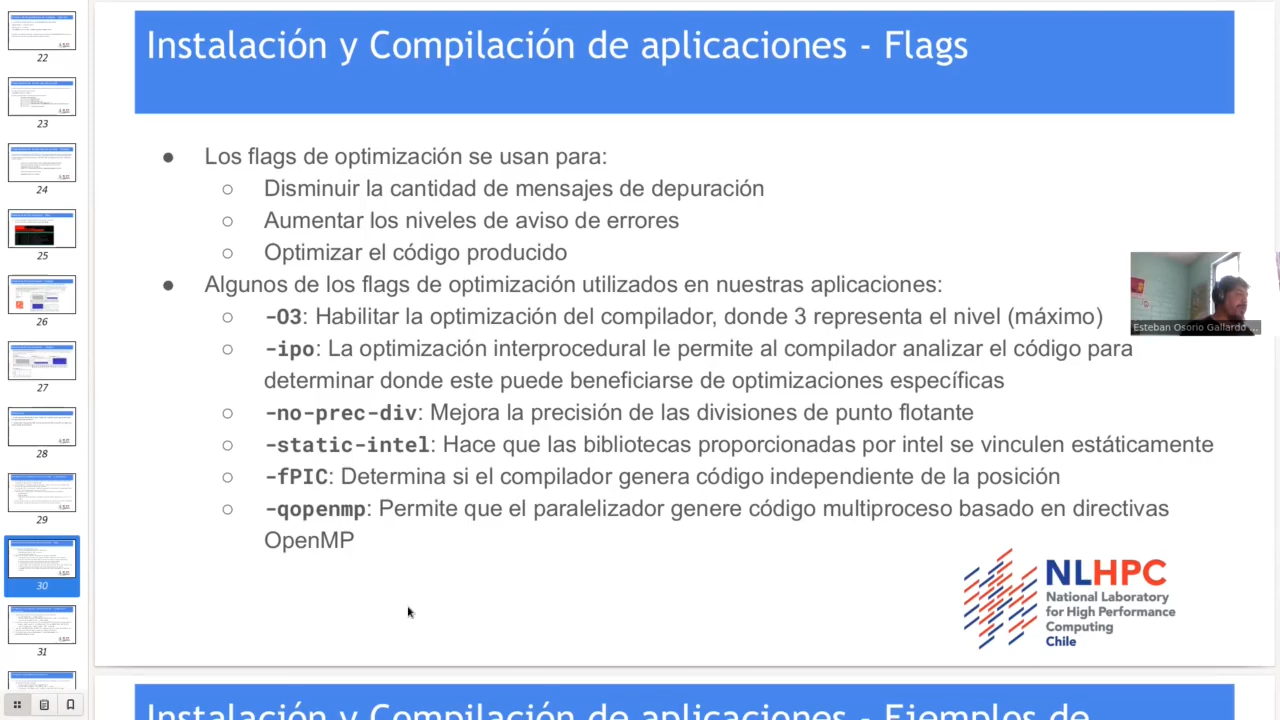 Instalación y Compilación de aplicaciones - Flags
● Los flags de optimización se usan para:
○ Disminuir la cantidad de mensajes de depuración
○ Aumentar los niveles de aviso de errores
○ Optimizar el código producido
● Algunos de los flags de optimización utilizados en nuestras aplicaciones:
○ -O3: Habilitar la optimización del compilador, donde 3 representa el nivel (máximo)
○ -ipo: La optimización interprocedural le permite al compilador analizar el código para
determinar donde este puede beneficiarse de optimizaciones específicas
○ -no-prec-div: Mejora la precisión de las divisiones de punto flotante
○ -static-intel: Hace que las bibliotecas proporcionadas por intel se vinculen estáticamente
○ -fPIC: Determina si el compilador genera código independiente de la posición
○ -qopenmp: Permite que el paralelizador genere código multiproceso basado en directivas
OpenMP
Esteban Osorio Gallardo ...
NLHPC
National Laboratory
for High Performance
Computing
Chile
Instalación y Compilación de aplicaciones - Ejemplos de
22
23
24
25
26
27
28
29
30
31